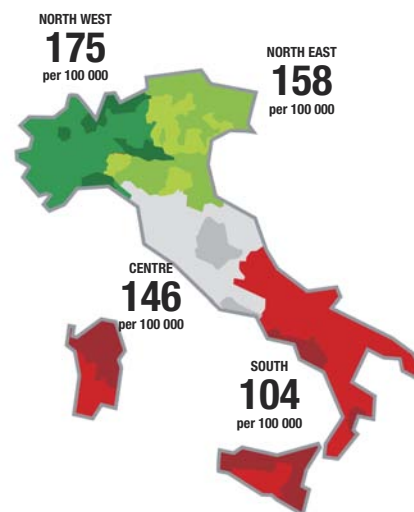 NORTH WEST
175
per 100 000
NORTH EAST
158
per 100 000
CENTRE
146
per 100 000
SOUTH
104
per 100 000